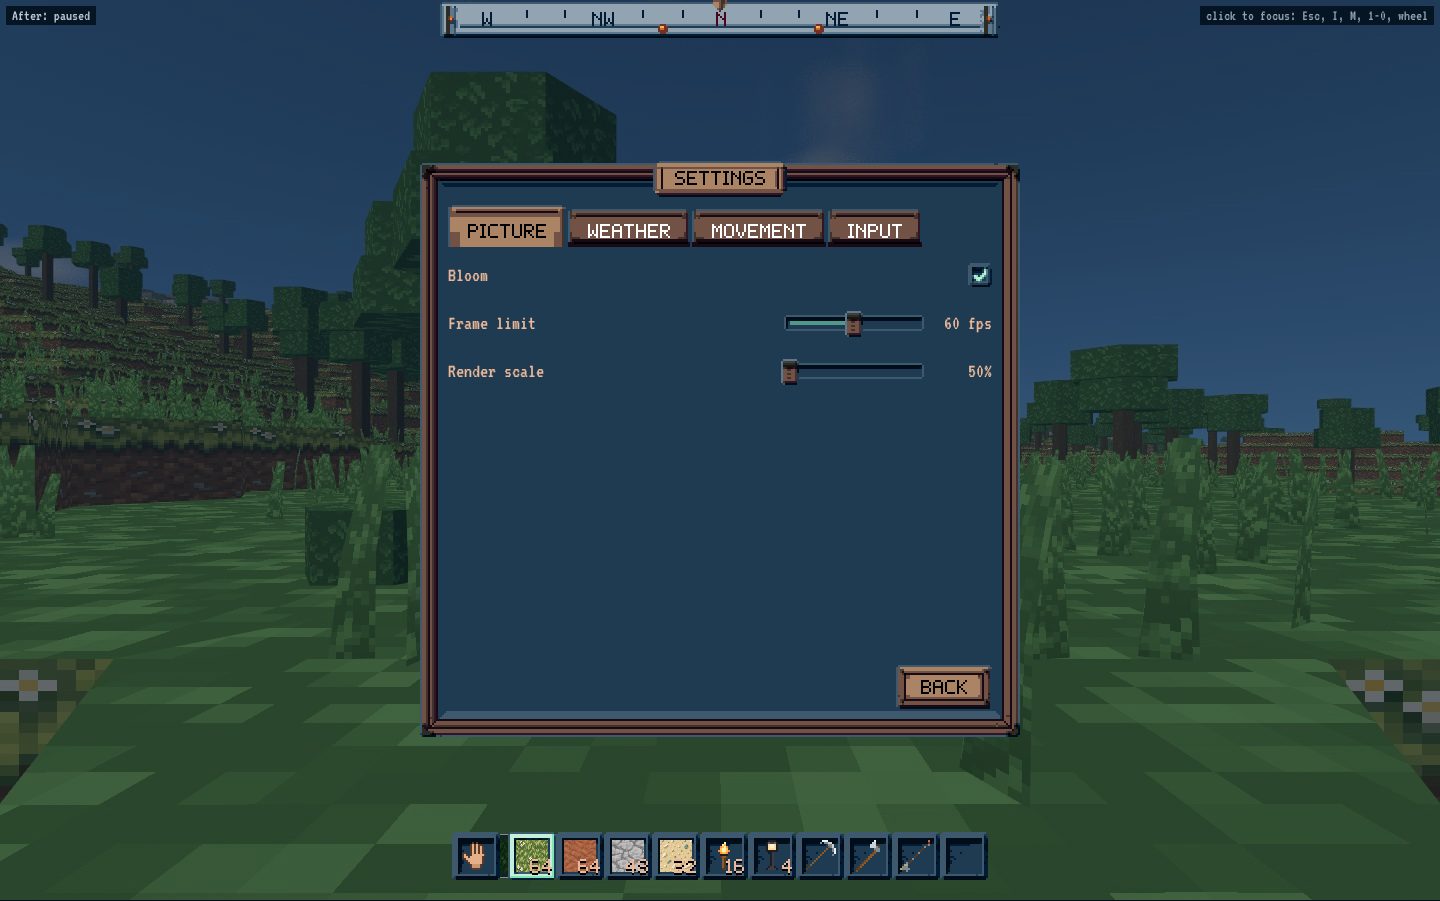 After: paused
W NW N NE E
click to focus: Esc, I, M, 1-0, wheel
SETTINGS
PICTURE WEATHER MOVEMENT INPUT
Bloom
Frame limit 60 fps
Render scale 50%
BACK
64 64 48 32 16 4